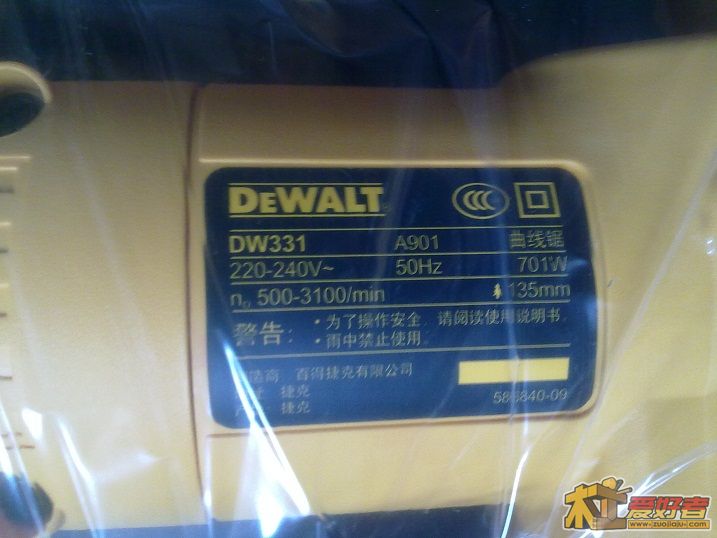 DEWALT
DW331 A901 曲线锯
220-240V~ 50Hz 701W
n₀ 500-3100/min 135mm
警告: ·为了操作安全. 请阅读使用说明书.
·雨中禁止使用.
造商 百得捷克有限公司
捷克
捷克
爱好者
www.zuojiaju.com